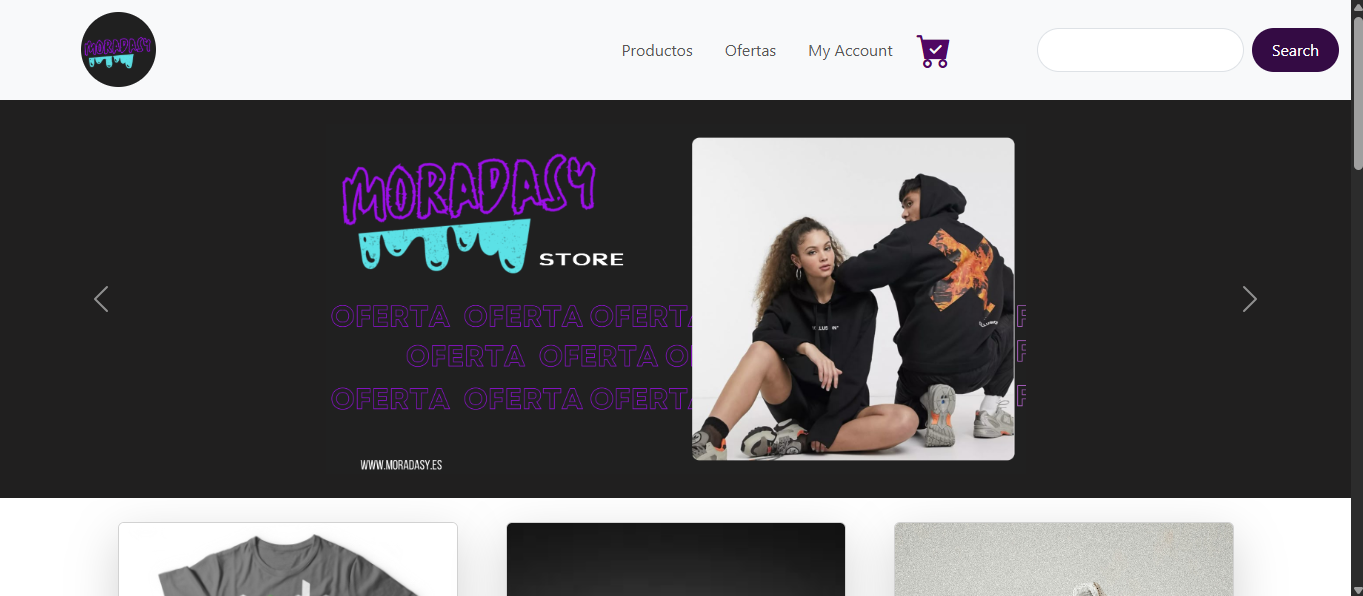 MORADASY
Productos
Ofertas
My Account
Search
MORADASY
STORE
OFERTA OFERTA OFERTA
OFERTA OFERTA O
OFERTA OFERTA OFERTA
WWW.MORADASY.ES